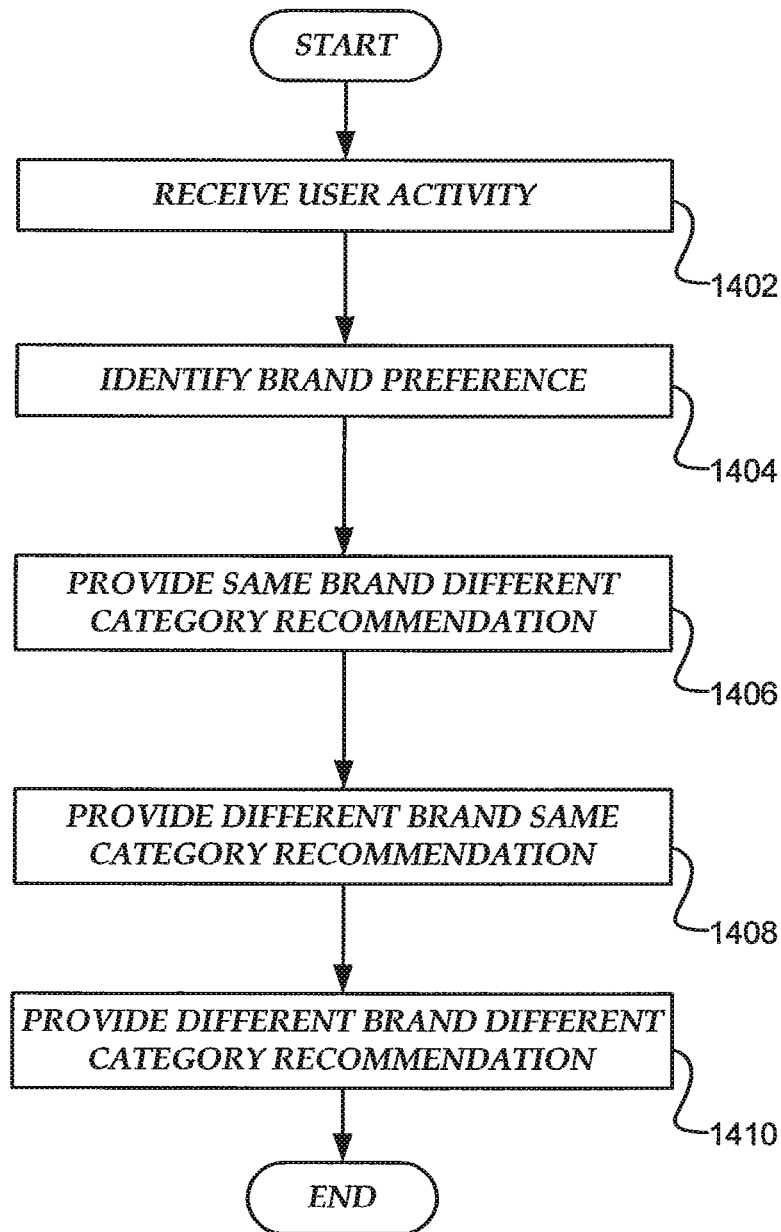 START
RECEIVE USER ACTIVITY
1402
IDENTIFY BRAND PREFERENCE
1404
PROVIDE SAME BRAND DIFFERENT
CATEGORY RECOMMENDATION
1406
PROVIDE DIFFERENT BRAND SAME
CATEGORY RECOMMENDATION
1408
PROVIDE DIFFERENT BRAND DIFFERENT
CATEGORY RECOMMENDATION
1410
END